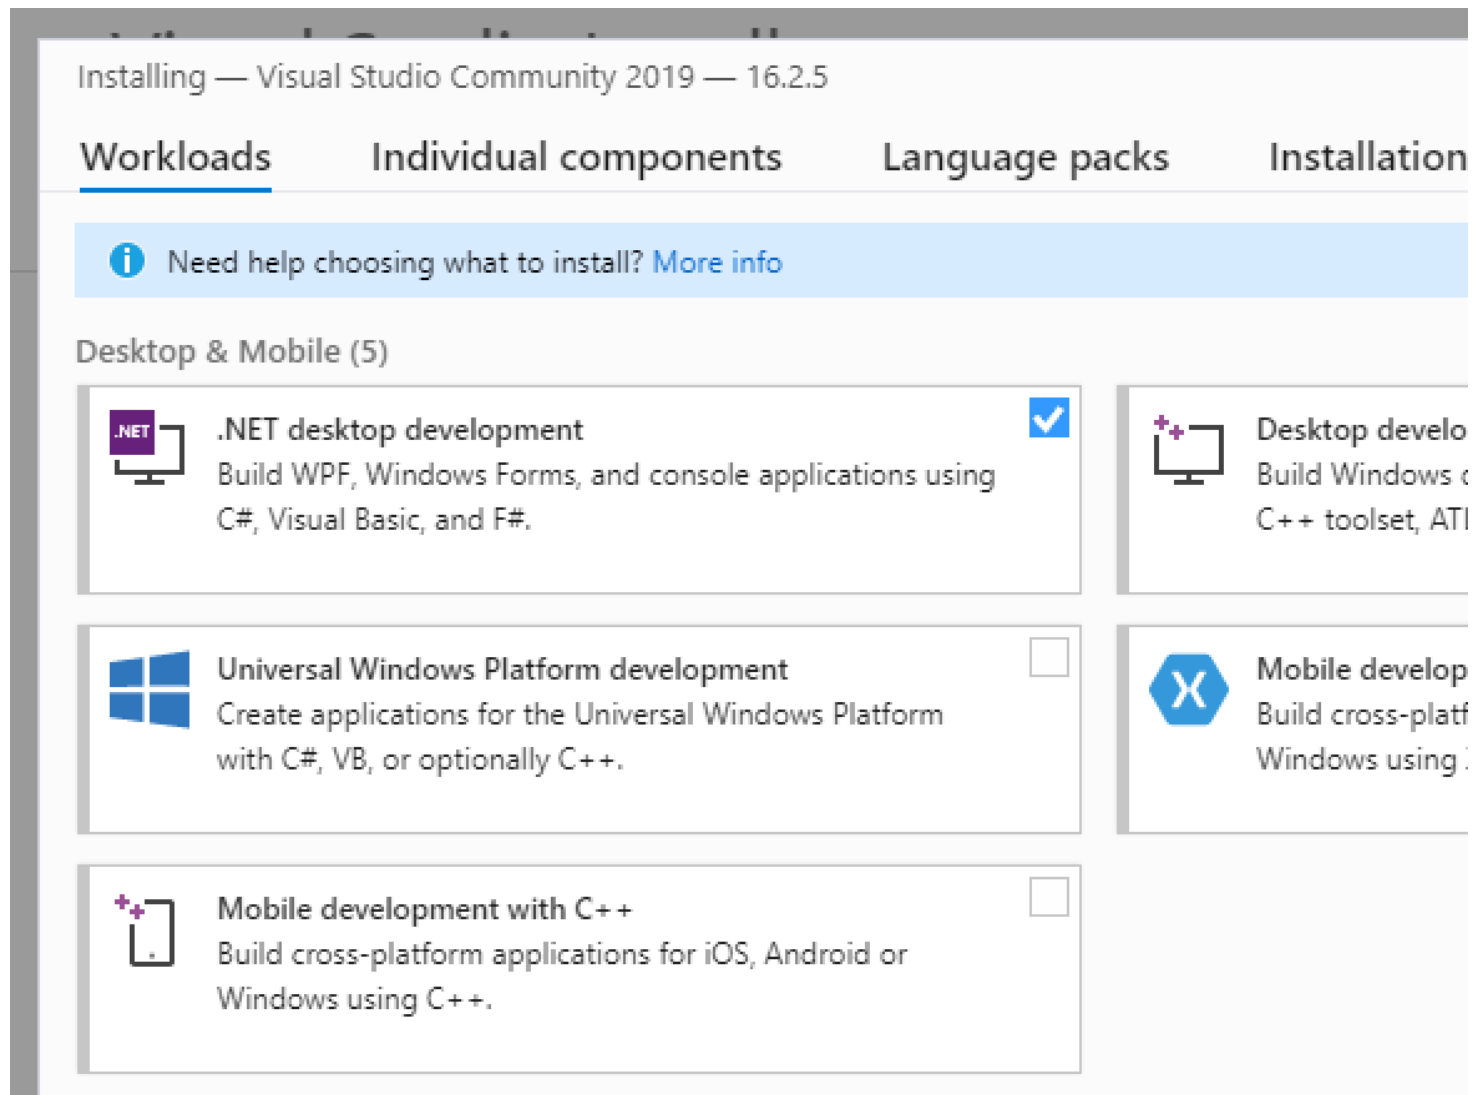 Installing — Visual Studio Community 2019 — 16.2.5
Workloads Individual components Language packs Installation
Need help choosing what to install? More info
Desktop & Mobile (5)
.NET
.NET desktop development
Build WPF, Windows Forms, and console applications using
C#, Visual Basic, and F#.
Desktop develo
Build Windows
C++ toolset, ATL
Universal Windows Platform development
Create applications for the Universal Windows Platform
with C#, VB, or optionally C++.
Mobile develop
Build cross-platf
Windows using
Mobile development with C++
Build cross-platform applications for iOS, Android or
Windows using C++.